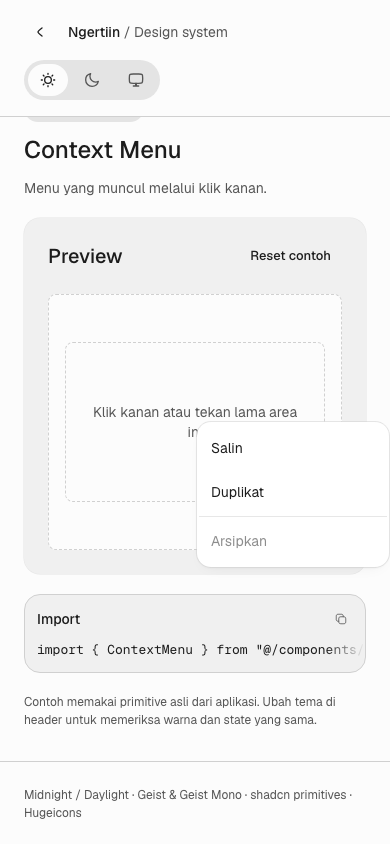 Ngertiin / Design system
Context Menu
Menu yang muncul melalui klik kanan.
Preview
Reset contoh
Klik kanan atau tekan lama area
Salin
Duplikat
Arsipkan
Import
import { ContextMenu } from "@/components/
Contoh memakai primitive asli dari aplikasi. Ubah tema di
header untuk memeriksa warna dan state yang sama.
Midnight / Daylight · Geist & Geist Mono · shadcn primitives ·
Hugeicons